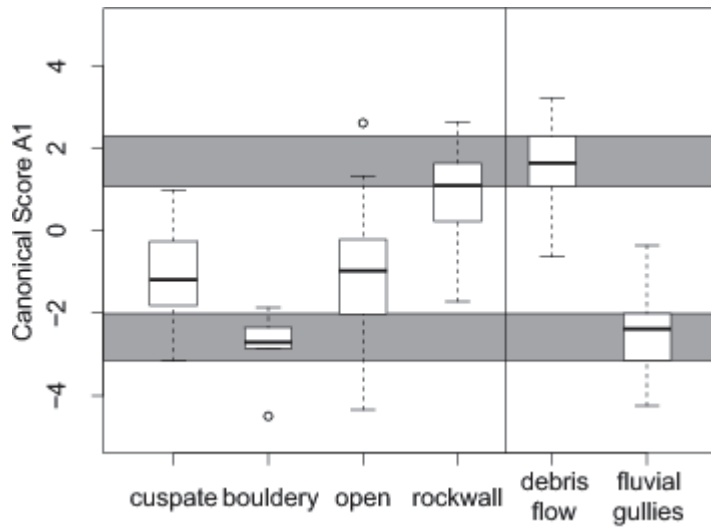 Canonical Score A1
4
2
0
−2
−4
cuspate bouldery open rockwall debris flow fluvial gullies